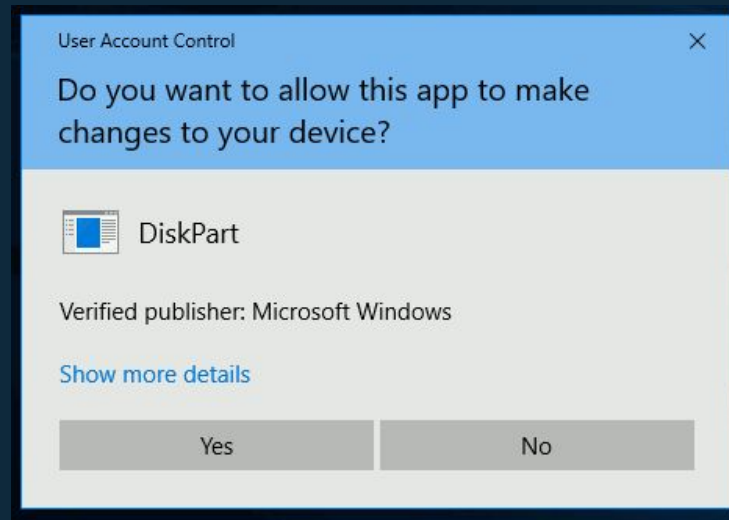 User Account Control
Do you want to allow this app to make
changes to your device?
DiskPart
Verified publisher: Microsoft Windows
Show more details
Yes No